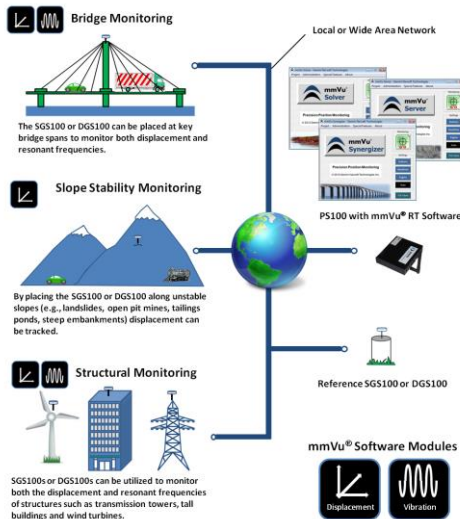 Bridge Monitoring
The SGS100 or DGS100 can be placed at key
bridge spans to monitor both displacement and
resonant frequencies.
Slope Stability Monitoring
By placing the SGS100 or DGS100 along unstable
slopes (e.g., landslides, open pit mines, tailings
ponds, steep embankments) displacement can
be tracked.
Structural Monitoring
SGS100s or DGS100s can be utilized to monitor
both the displacement and resonant frequencies
of structures such as transmission towers, tall
buildings and wind turbines.
Local or Wide Area Network
mmVu
Solver
mmVu
Server
mmVu
Synergizer
Precision Position Monitoring
PS100 with mmVu® RT Software
Reference SGS100 or DGS100
mmVu® Software Modules
Displacement
Vibration